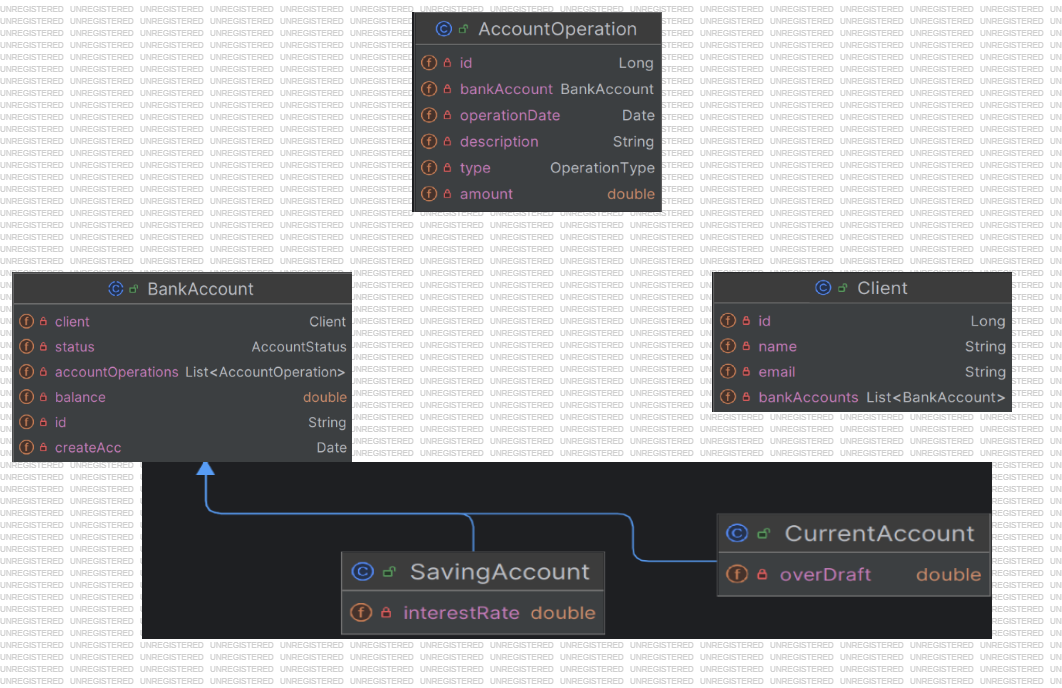 AccountOperation
id Long
bankAccount BankAccount
operationDate Date
description String
type OperationType
amount double
BankAccount
client Client
status AccountStatus
accountOperations List<AccountOperation>
balance double
id String
createAcc Date
Client
id Long
name String
email String
bankAccounts List<BankAccount>
SavingAccount
interestRate double
CurrentAccount
overDraft double
UNREGISTERED